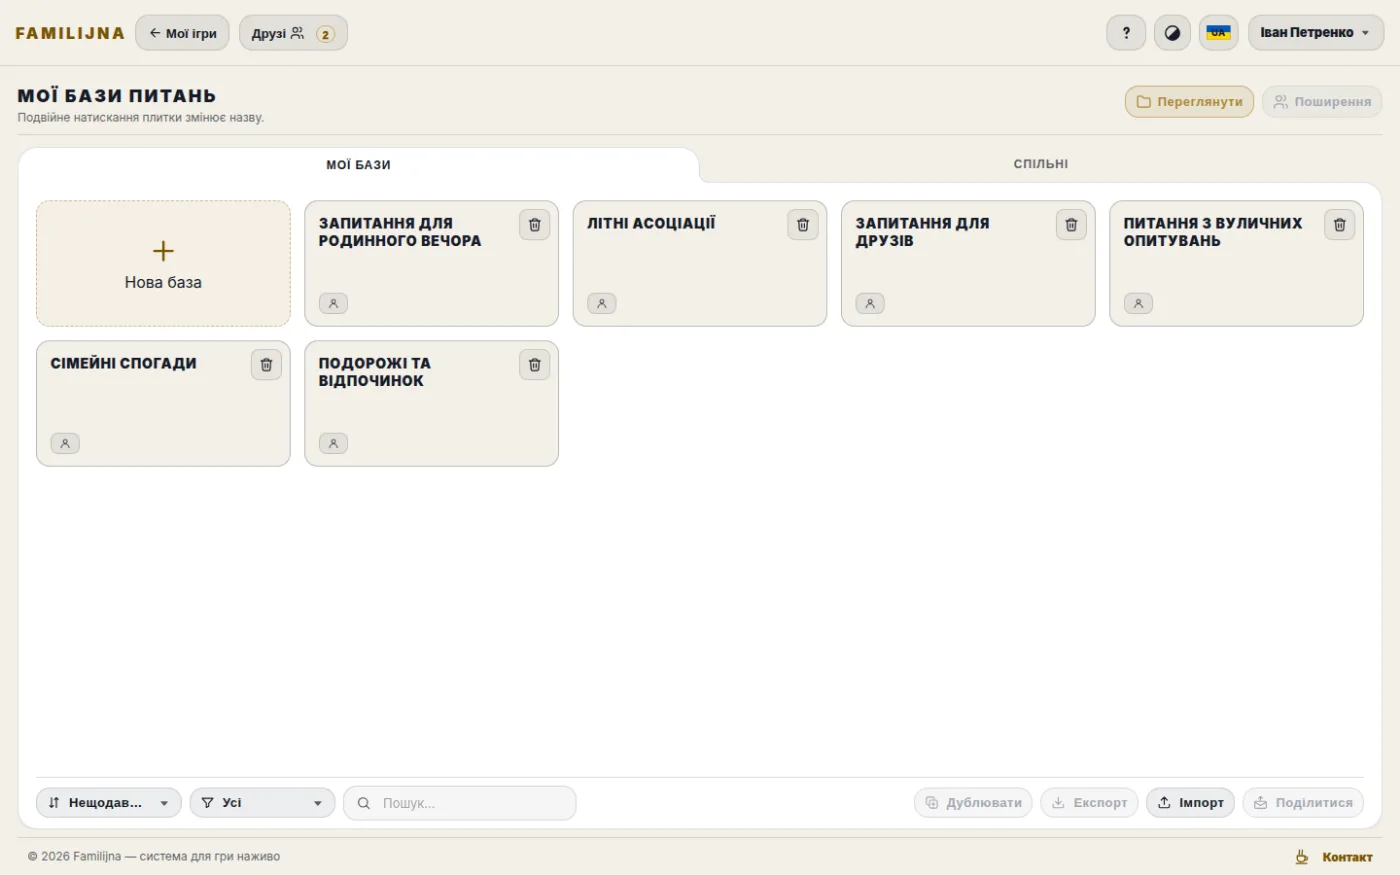 FAMILIJNA
Мої ігри
Друзі 2
?
UA
Іван Петренко
МОЇ БАЗИ ПИТАНЬ
Подвійне натискання плитки змінює назву.
Переглянути
Поширення
МОЇ БАЗИ
СПІЛЬНІ
Нова база
ЗАПИТАННЯ ДЛЯ
РОДИННОГО ВЕЧОРА
ЛІТНІ АСОЦІАЦІЇ
ЗАПИТАННЯ ДЛЯ
ДРУЗІВ
ПИТАННЯ З ВУЛИЧНИХ
ОПИТУВАНЬ
СІМЕЙНІ СПОГАДИ
ПОДОРОЖІ ТА
ВІДПОЧИНОК
Нещодав...
Усі
Пошук...
Дублювати
Експорт
Імпорт
Поділитися
© 2026 Familijna — система для гри наживо
Контакт